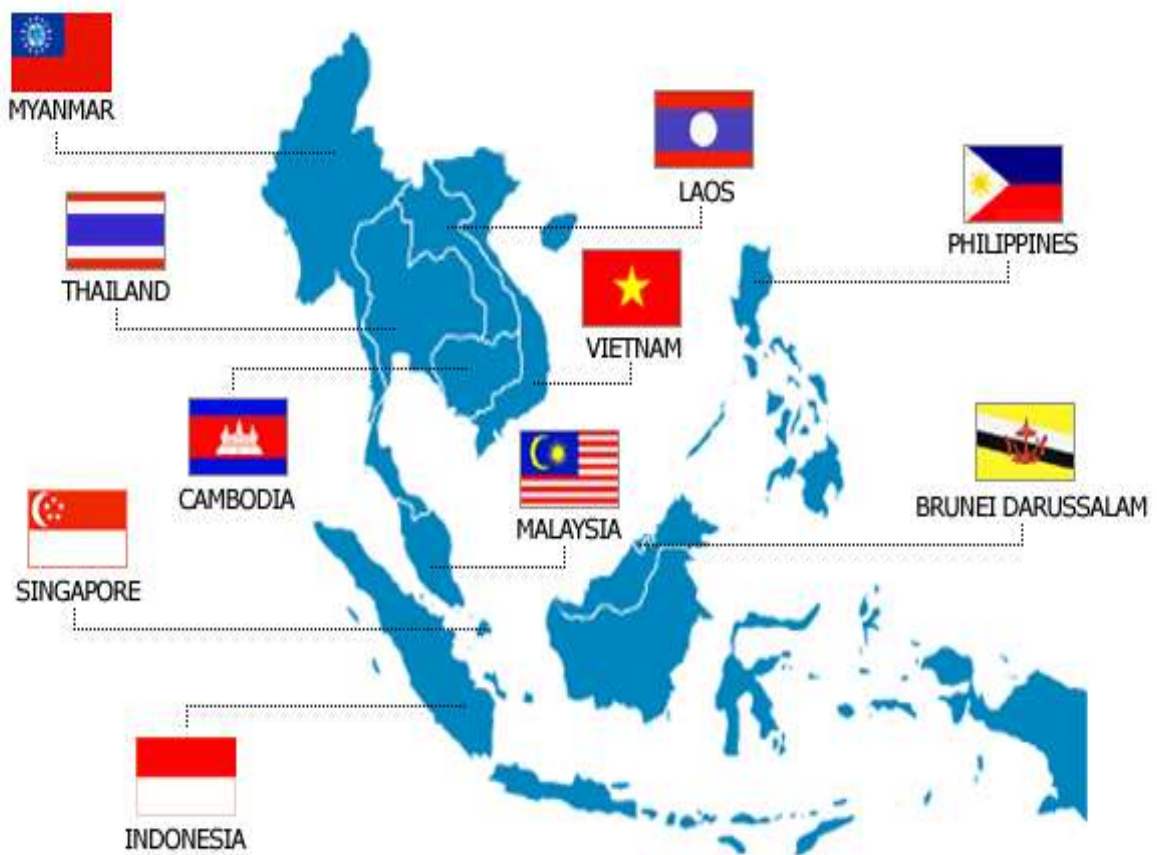 MYANMAR
LAOS
PHILIPPINES
THAILAND
VIETNAM
CAMBODIA
MALAYSIA
BRUNEI DARUSSALAM
SINGAPORE
INDONESIA